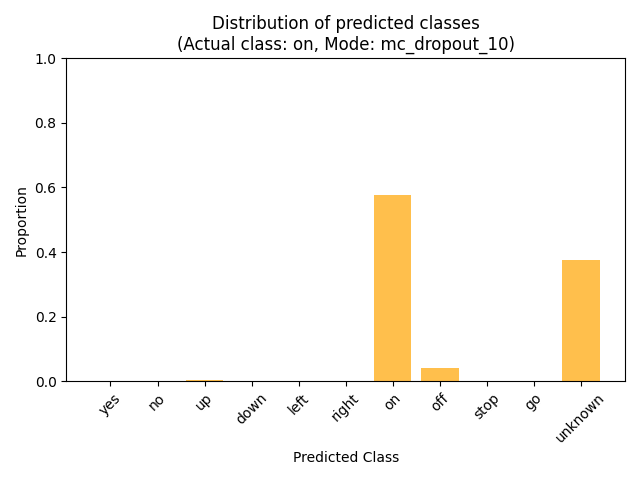 Distribution of predicted classes
(Actual class: on, Mode: mc_dropout_10)
1.0
0.8
0.6
0.4
0.2
0.0
Proportion
yes
no
up
down
left
right
on
off
stop
go
unknown
Predicted Class